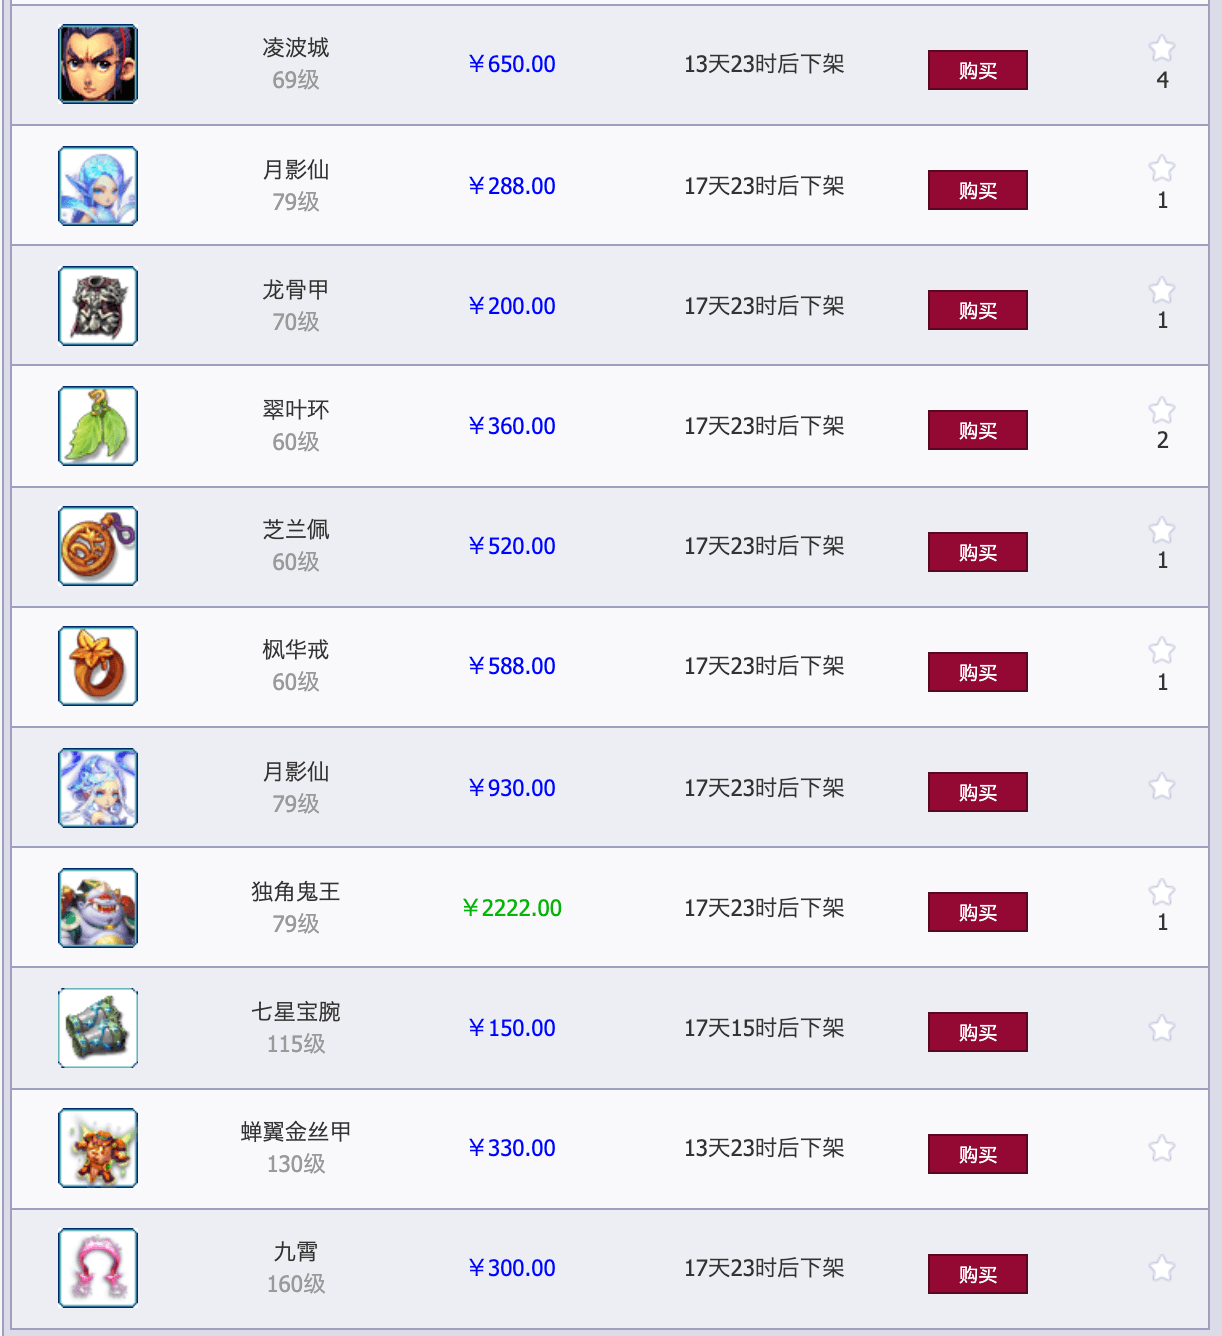 凌波城
69级
￥650.00
13天23时后下架
购买
4
月影仙
79级
￥288.00
17天23时后下架
购买
1
龙骨甲
70级
￥200.00
17天23时后下架
购买
1
翠叶环
60级
￥360.00
17天23时后下架
购买
2
芝兰佩
60级
￥520.00
17天23时后下架
购买
1
枫华戒
60级
￥588.00
17天23时后下架
购买
1
月影仙
79级
￥930.00
17天23时后下架
购买
独角鬼王
79级
￥2222.00
17天23时后下架
购买
1
七星宝腕
115级
￥150.00
17天15时后下架
购买
蝉翼金丝甲
130级
￥330.00
13天23时后下架
购买
九霄
160级
￥300.00
17天23时后下架
购买